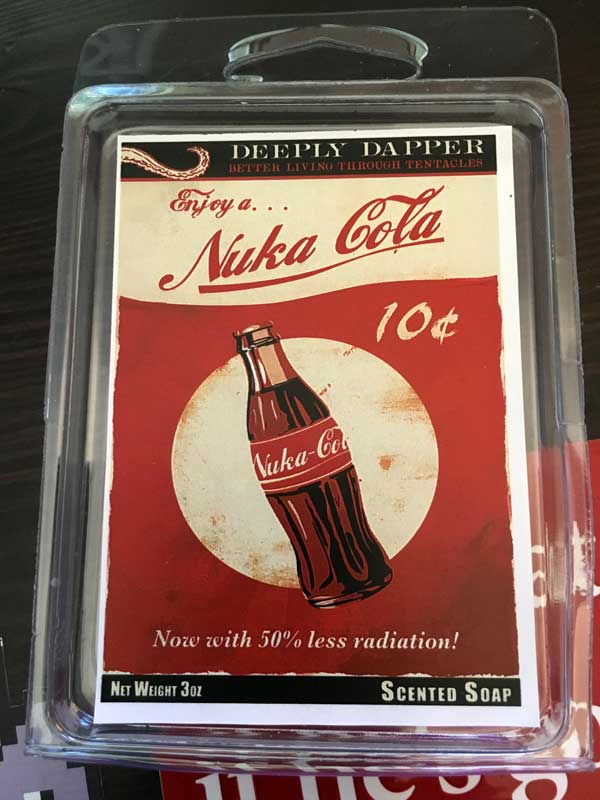 DEEPLY DAPPER
BETTER LIVING THROUGH TENTACLES
Enjoy a...
Nuka Cola
10¢
Nuka-Col
Now with 50% less radiation!
NET WEIGHT 3OZ
SCENTED SOAP